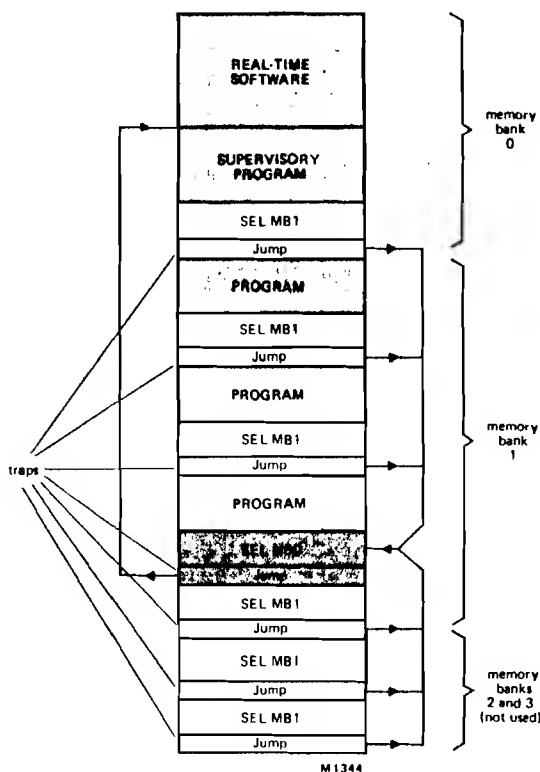 REAL-TIME
SOFTWARE
memory
bank
0
SUPERVISORY
PROGRAM
SEL MB1
Jump
PROGRAM
SEL MB1
Jump
PROGRAM
memory
bank
1
SEL MB1
traps
Jump
PROGRAM
SEL MB0
Jump
SEL MB1
Jump
SEL MB1
memory
banks
2 and 3
(not used)
Jump
SEL MB1
Jump
M1344